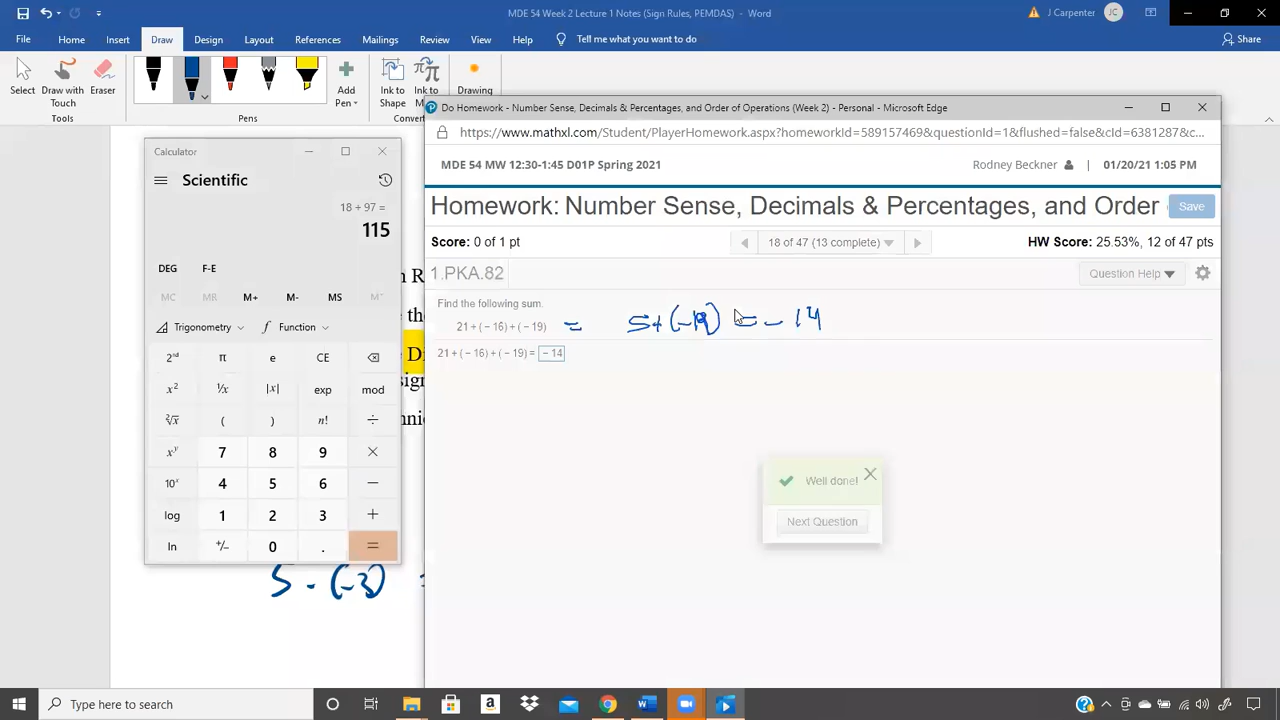 MDE 54 Week 2 Lecture 1 Notes (Sign Rules, PEMDAS) - Word
J Carpenter JC
File Home Insert Draw Design Layout References Mailings Review View Help Tell me what you want to do Share
Select Draw with Touch Eraser Add Pen Ink to Shape Ink to Drawing
Tools Pens Convert
Do Homework - Number Sense, Decimals & Percentages, and Order of Operations (Week 2) - Personal - Microsoft Edge
https://www.mathxl.com/Student/PlayerHomework.aspx?homeworkId=589157469&questionId=1&flushed=false&cId=6381287&c...
MDE 54 MW 12:30-1:45 D01P Spring 2021 Rodney Beckner | 01/20/21 1:05 PM
Homework: Number Sense, Decimals & Percentages, and Order Save
Score: 0 of 1 pt 18 of 47 (13 complete) HW Score: 25.53%, 12 of 47 pts
1.PKA.82 Question Help
Find the following sum.
21 + (− 16) + (− 19) = 5+(-19) = -14
21 + (− 16) + (− 19) = − 14
Well done!
Next Question
Calculator
Scientific
18 + 97 =
115
DEG F-E
MC MR M+ M- MS
Trigonometry Function
2nd π e CE
x² ¹/x |x| exp mod
( ) n! ÷
7 8 9 ×
10ˣ 4 5 6 −
log 1 2 3 +
ln +/− 0 . =
5 - (-3) =
Type here to search